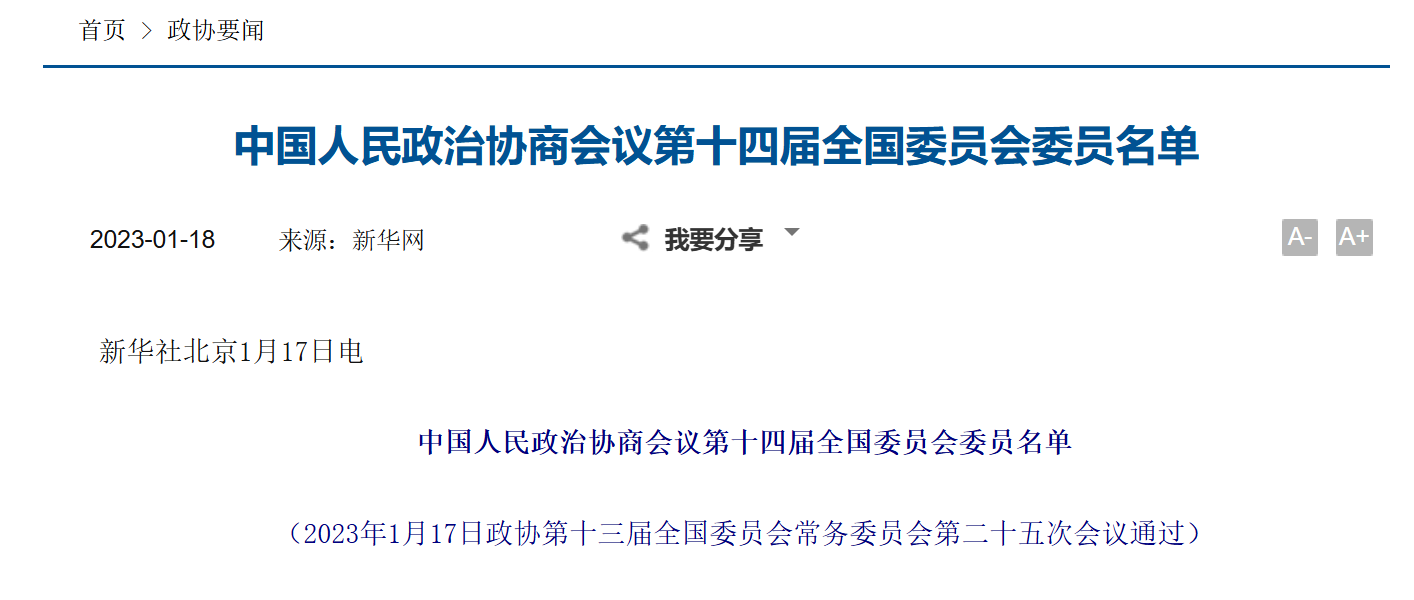 首页 > 政协要闻
中国人民政治协商会议第十四届全国委员会委员名单
2023-01-18 来源：新华网 我要分享 A- A+
新华社北京1月17日电
中国人民政治协商会议第十四届全国委员会委员名单
（2023年1月17日政协第十三届全国委员会常务委员会第二十五次会议通过）